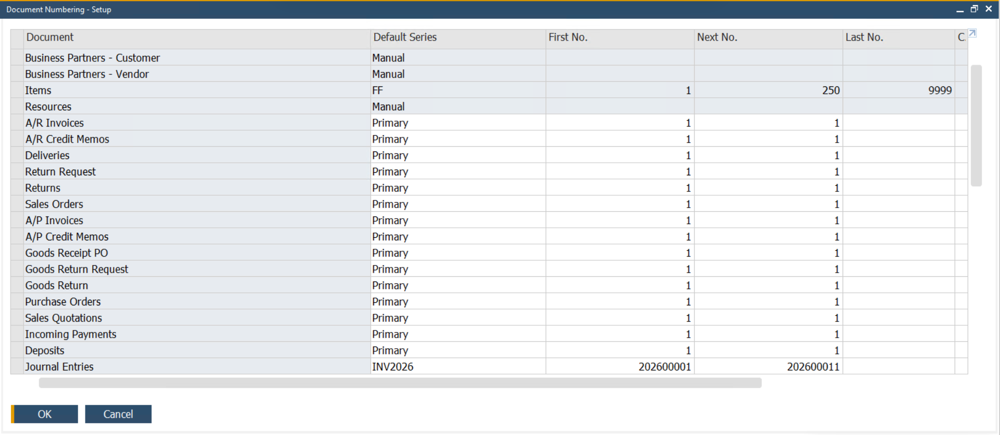 Document Numbering - Setup
Document Default Series First No. Next No. Last No. C.
Business Partners - Customer Manual
Business Partners - Vendor Manual
Items FF 1 250 9999
Resources Manual
A/R Invoices Primary 1 1
A/R Credit Memos Primary 1 1
Deliveries Primary 1 1
Return Request Primary 1 1
Returns Primary 1 1
Sales Orders Primary 1 1
A/P Invoices Primary 1 1
A/P Credit Memos Primary 1 1
Goods Receipt PO Primary 1 1
Goods Return Request Primary 1 1
Goods Return Primary 1 1
Purchase Orders Primary 1 1
Sales Quotations Primary 1 1
Incoming Payments Primary 1 1
Deposits Primary 1 1
Journal Entries INV2026 202600001 202600011
OK Cancel